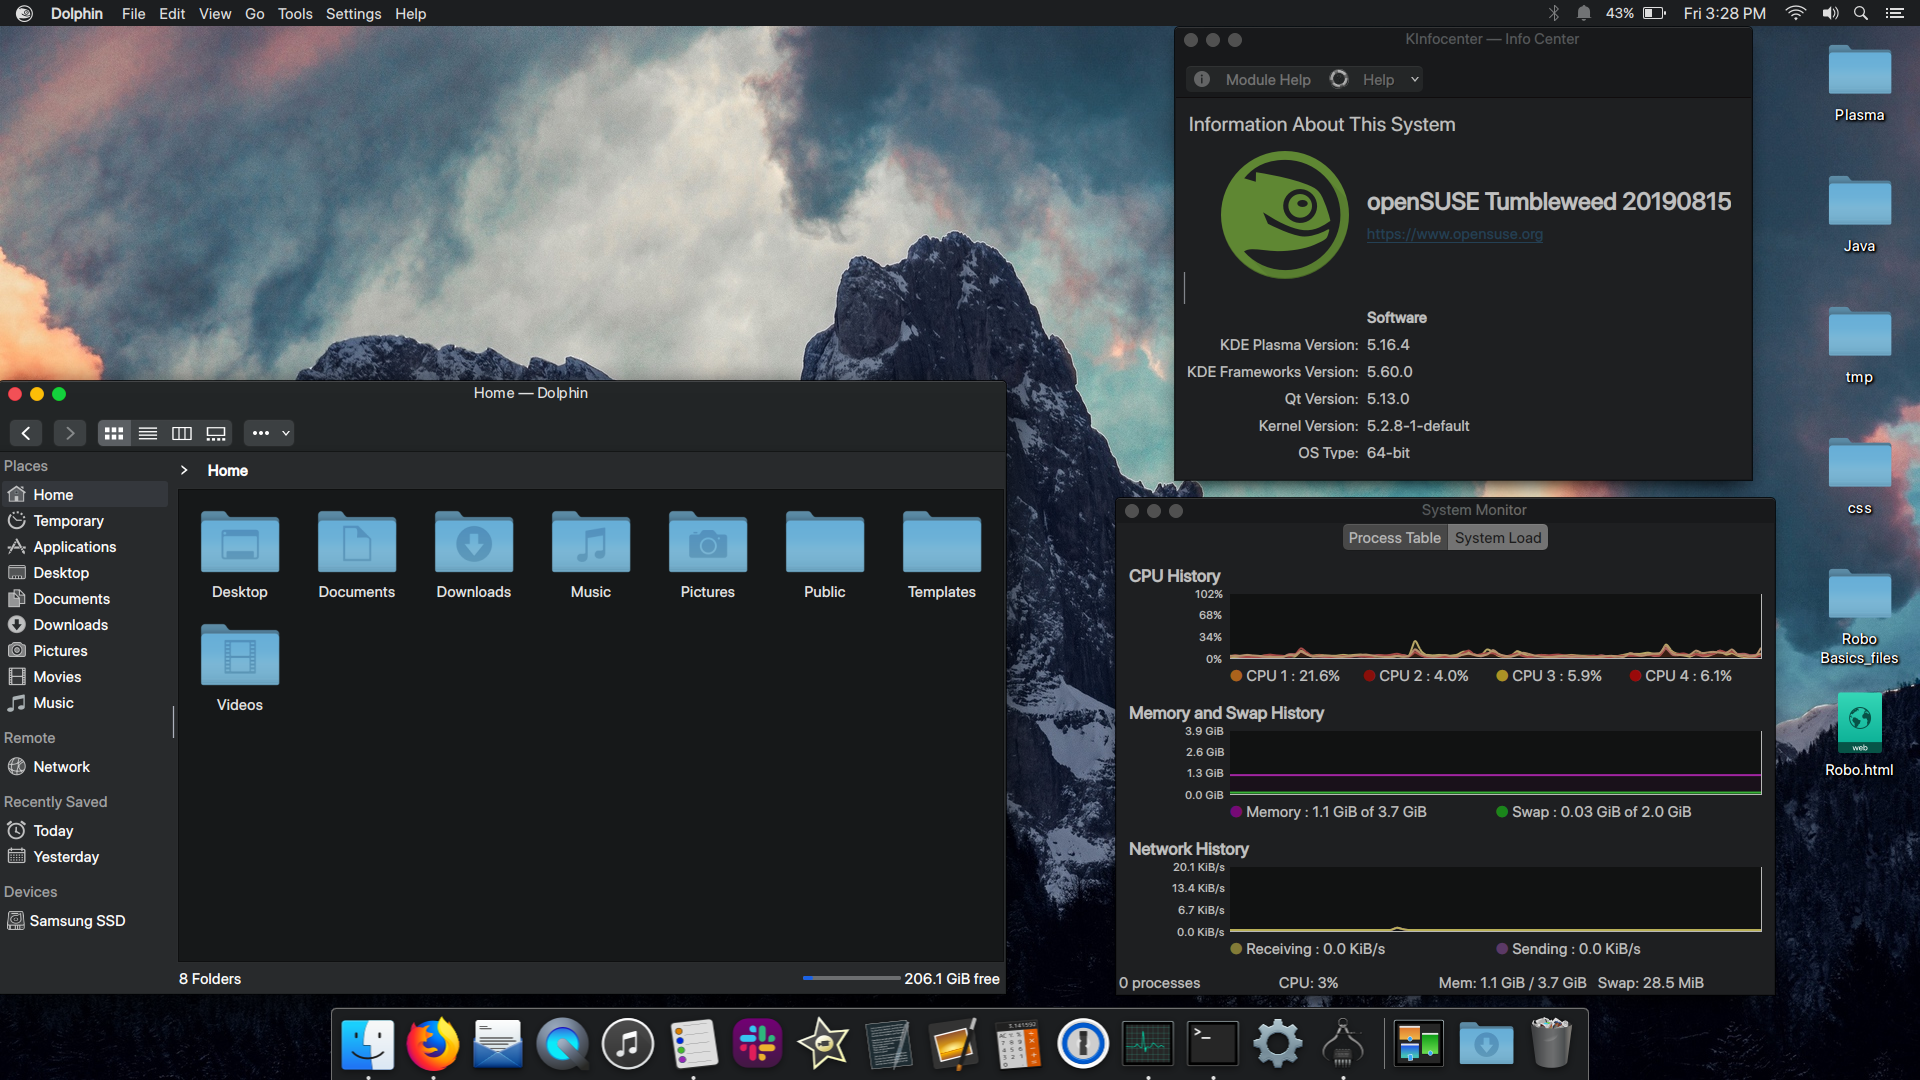 Dolphin File Edit View Go Tools Settings Help
43% Fri 3:28 PM
KInfocenter — Info Center
Module Help Help
Information About This System
openSUSE Tumbleweed 20190815
https://www.opensuse.org
Software
KDE Plasma Version: 5.16.4
KDE Frameworks Version: 5.60.0
Qt Version: 5.13.0
Kernel Version: 5.2.8-1-default
OS Type: 64-bit
Plasma
Java
tmp
css
Robo
Basics_files
web
Robo.html
Home — Dolphin
Places
Home
Temporary
Applications
Desktop
Documents
Downloads
Pictures
Movies
Music
Remote
Network
Recently Saved
Today
Yesterday
Devices
Samsung SSD
Home
Desktop Documents Downloads Music Pictures Public Templates
Videos
8 Folders 206.1 GiB free
System Monitor
Process Table System Load
CPU History
102%
68%
34%
0%
CPU 1 : 21.6% CPU 2 : 4.0% CPU 3 : 5.9% CPU 4 : 6.1%
Memory and Swap History
3.9 GiB
2.6 GiB
1.3 GiB
0.0 GiB
Memory : 1.1 GiB of 3.7 GiB Swap : 0.03 GiB of 2.0 GiB
Network History
20.1 KiB/s
13.4 KiB/s
6.7 KiB/s
0.0 KiB/s
Receiving : 0.0 KiB/s Sending : 0.0 KiB/s
0 processes CPU: 3% Mem: 1.1 GiB / 3.7 GiB Swap: 28.5 MiB